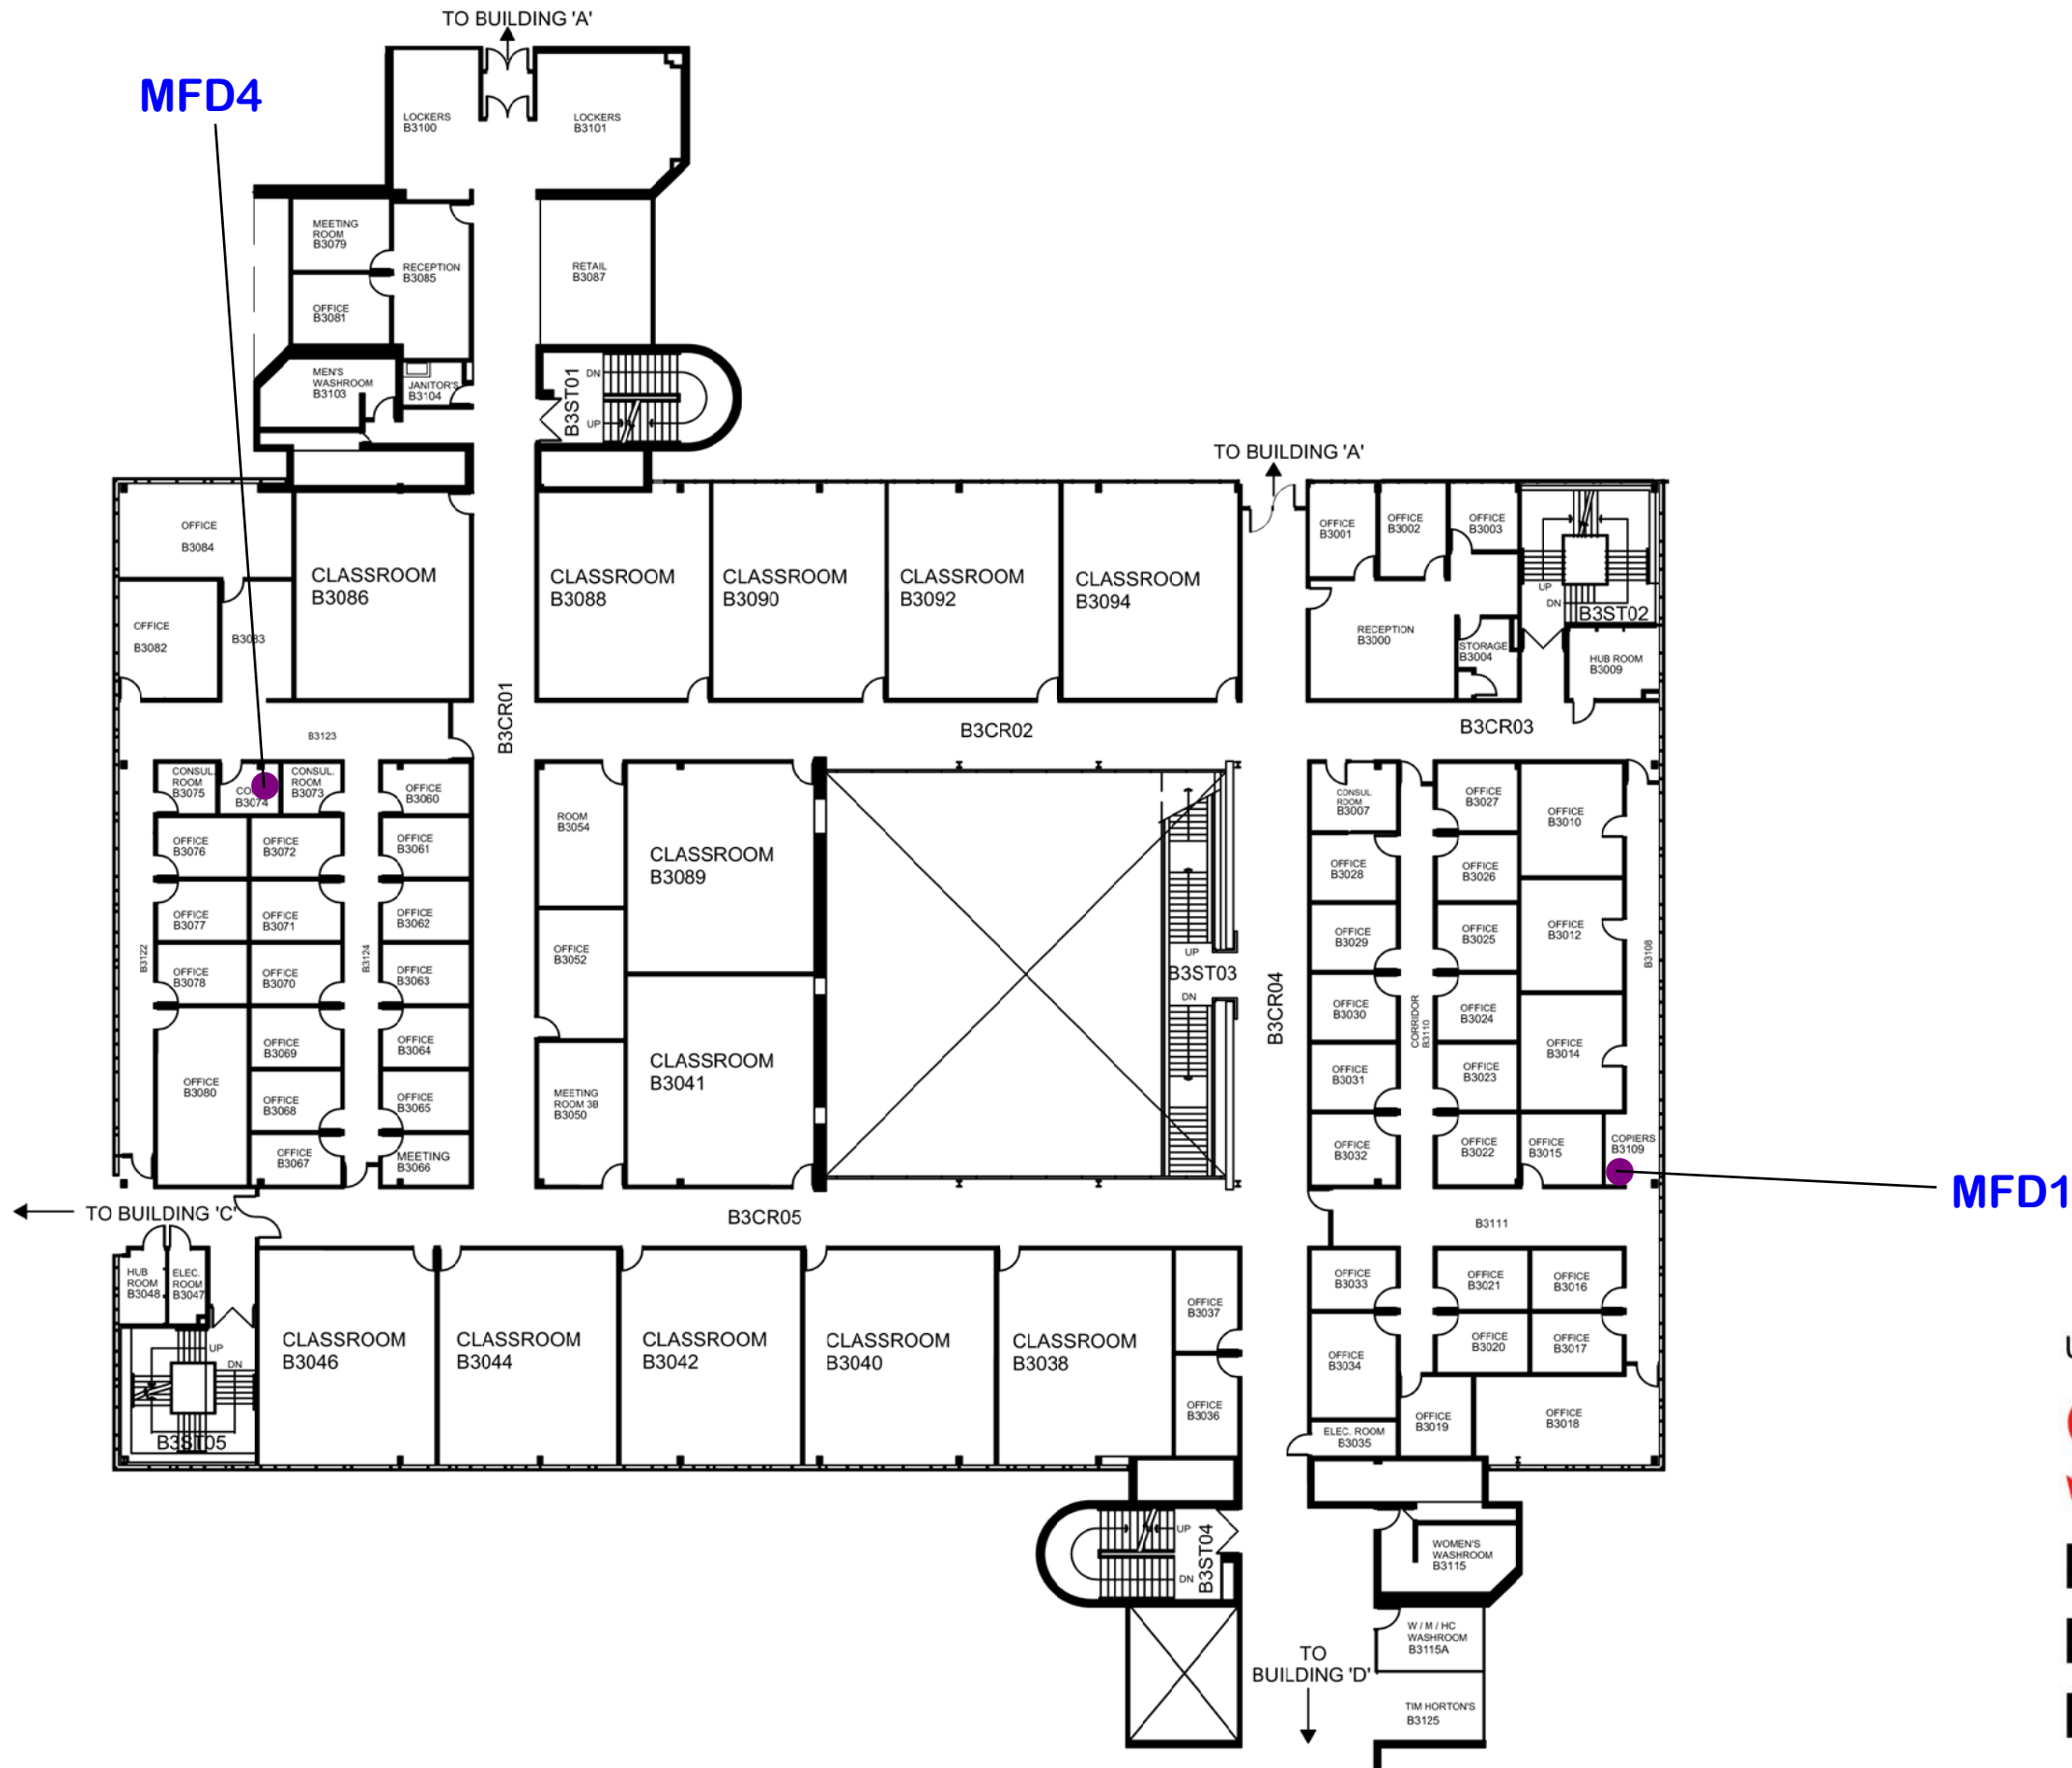 TO BUILDING 'A'
MFD4
LOCKERS
B3100
LOCKERS
B3101
MEETING
ROOM
B3079
RECEPTION
B3085
RETAIL
B3087
OFFICE
B3081
MEN'S
WASHROOM
B3103
JANITOR'S
B3104
B3ST01
DN
UP
TO BUILDING 'A'
OFFICE
B3084
CLASSROOM
B3086
CLASSROOM
B3088
CLASSROOM
B3090
CLASSROOM
B3092
CLASSROOM
B3094
OFFICE
B3001
OFFICE
B3002
OFFICE
B3003
UP
DN
B3ST02
OFFICE
B3082
B3083
RECEPTION
B3000
STORAGE
B3004
HUB ROOM
B3009
B3CR01
B3123
B3CR02
B3CR03
CONSUL.
ROOM
B3075
B3074
CONSUL.
ROOM
B3073
OFFICE
B3060
ROOM
B3054
CLASSROOM
B3089
CONSUL
ROOM
B3007
OFFICE
B3027
OFFICE
B3010
OFFICE
B3076
OFFICE
B3072
OFFICE
B3061
OFFICE
B3028
OFFICE
B3026
OFFICE
B3077
OFFICE
B3071
OFFICE
B3062
OFFICE
B3052
OFFICE
B3029
OFFICE
B3025
OFFICE
B3012
B3122
B3124
B3108
OFFICE
B3078
OFFICE
B3070
OFFICE
B3063
UP
B3ST03
DN
B3CR04
OFFICE
B3030
CORRIDOR
B3110
OFFICE
B3024
OFFICE
B3069
OFFICE
B3064
CLASSROOM
B3041
OFFICE
B3014
OFFICE
B3080
OFFICE
B3068
OFFICE
B3065
MEETING
ROOM 3B
B3050
OFFICE
B3031
OFFICE
B3023
OFFICE
B3067
MEETING
B3066
OFFICE
B3032
OFFICE
B3022
OFFICE
B3015
COPIERS
B3109
MFD1
TO BUILDING 'C'
B3CR05
B3111
HUB
ROOM
B3048
ELEC.
ROOM
B3047
OFFICE
B3037
OFFICE
B3033
OFFICE
B3021
OFFICE
B3016
CLASSROOM
B3046
CLASSROOM
B3044
CLASSROOM
B3042
CLASSROOM
B3040
CLASSROOM
B3038
OFFICE
B3034
OFFICE
B3020
OFFICE
B3017
UP
DN
B3ST05
OFFICE
B3036
OFFICE
B3019
OFFICE
B3018
ELEC. ROOM
B3035
UP
DN
B3ST04
WOMEN'S
WASHROOM
B3115
W / M / HC
WASHROOM
B3115A
TO
BUILDING 'D'
TIM HORTON'S
B3125